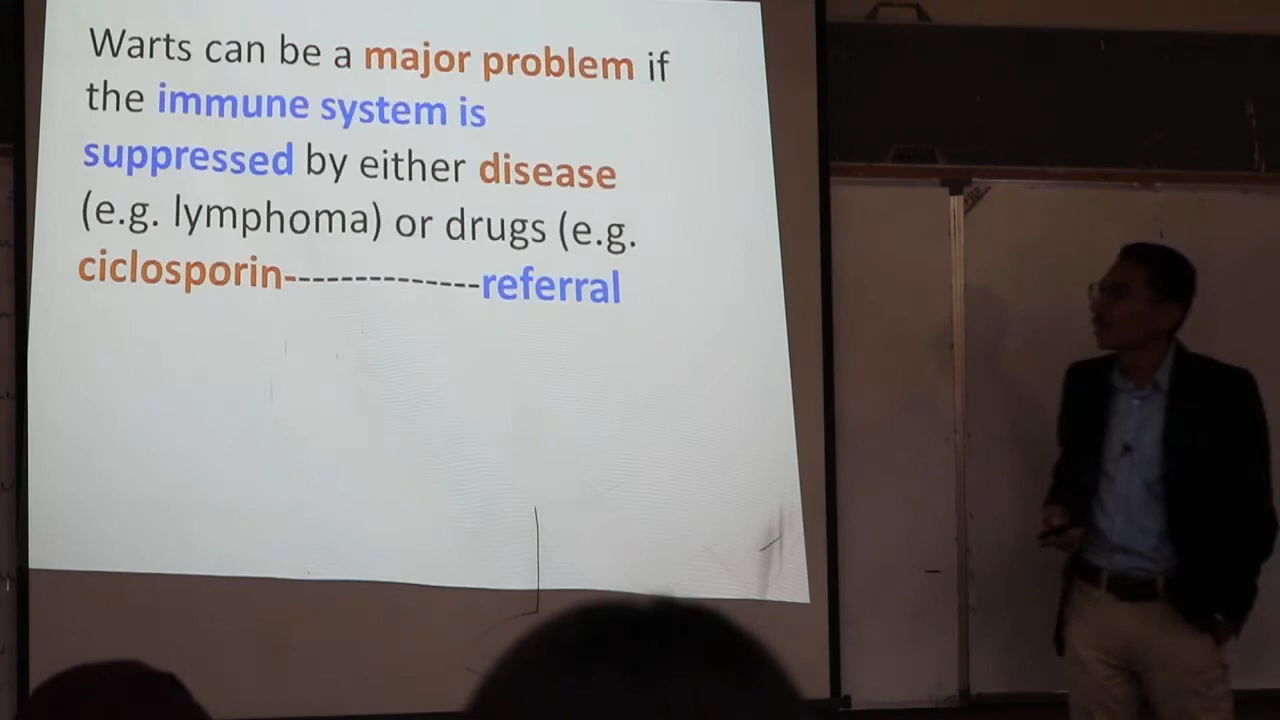 Warts can be a major problem if
the immune system is
suppressed by either disease
(e.g. lymphoma) or drugs (e.g.
ciclosporin--------------referral